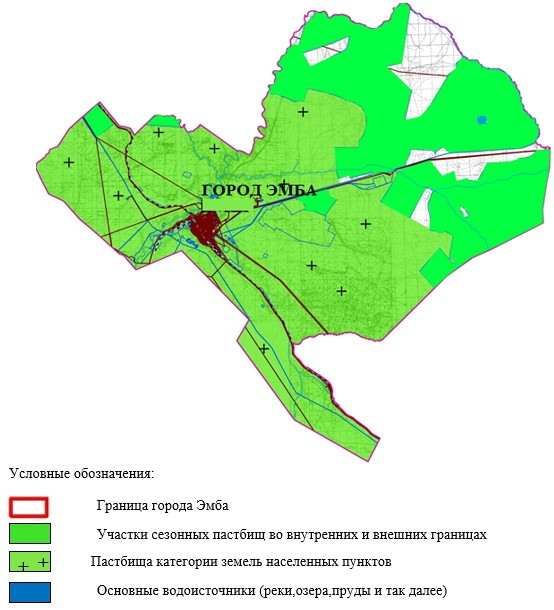 ГОРОД ЭМБА
Условные обозначения:
Граница города Эмба
Участки сезонных пастбищ во внутренних и внешних границах
Пастбища категории земель населенных пунктов
Основные водоисточники (реки,озера,пруды и так далее)